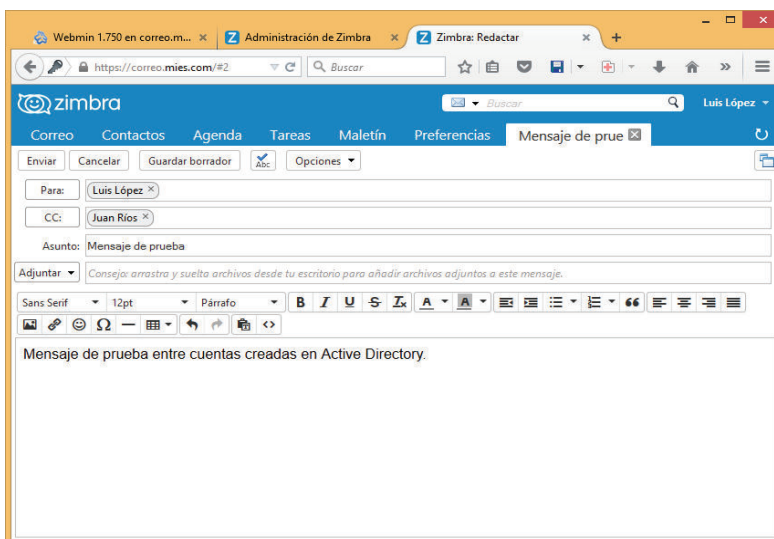 Webmin 1.750 en correo.m... × Administración de Zimbra × Zimbra: Redactar × +
https://correo.mies.com/#2 Buscar
zimbra Buscar Luis López
Correo Contactos Agenda Tareas Maletín Preferencias Mensaje de prue
Enviar Cancelar Guardar borrador Abc Opciones
Para: Luis López ×
CC: Juan Ríos ×
Asunto: Mensaje de prueba
Adjuntar Consejo: arrastra y suelta archivos desde tu escritorio para añadir archivos adjuntos a este mensaje.
Sans Serif 12pt Párrafo B I U S Ix A A
Ω
Mensaje de prueba entre cuentas creadas en Active Directory.